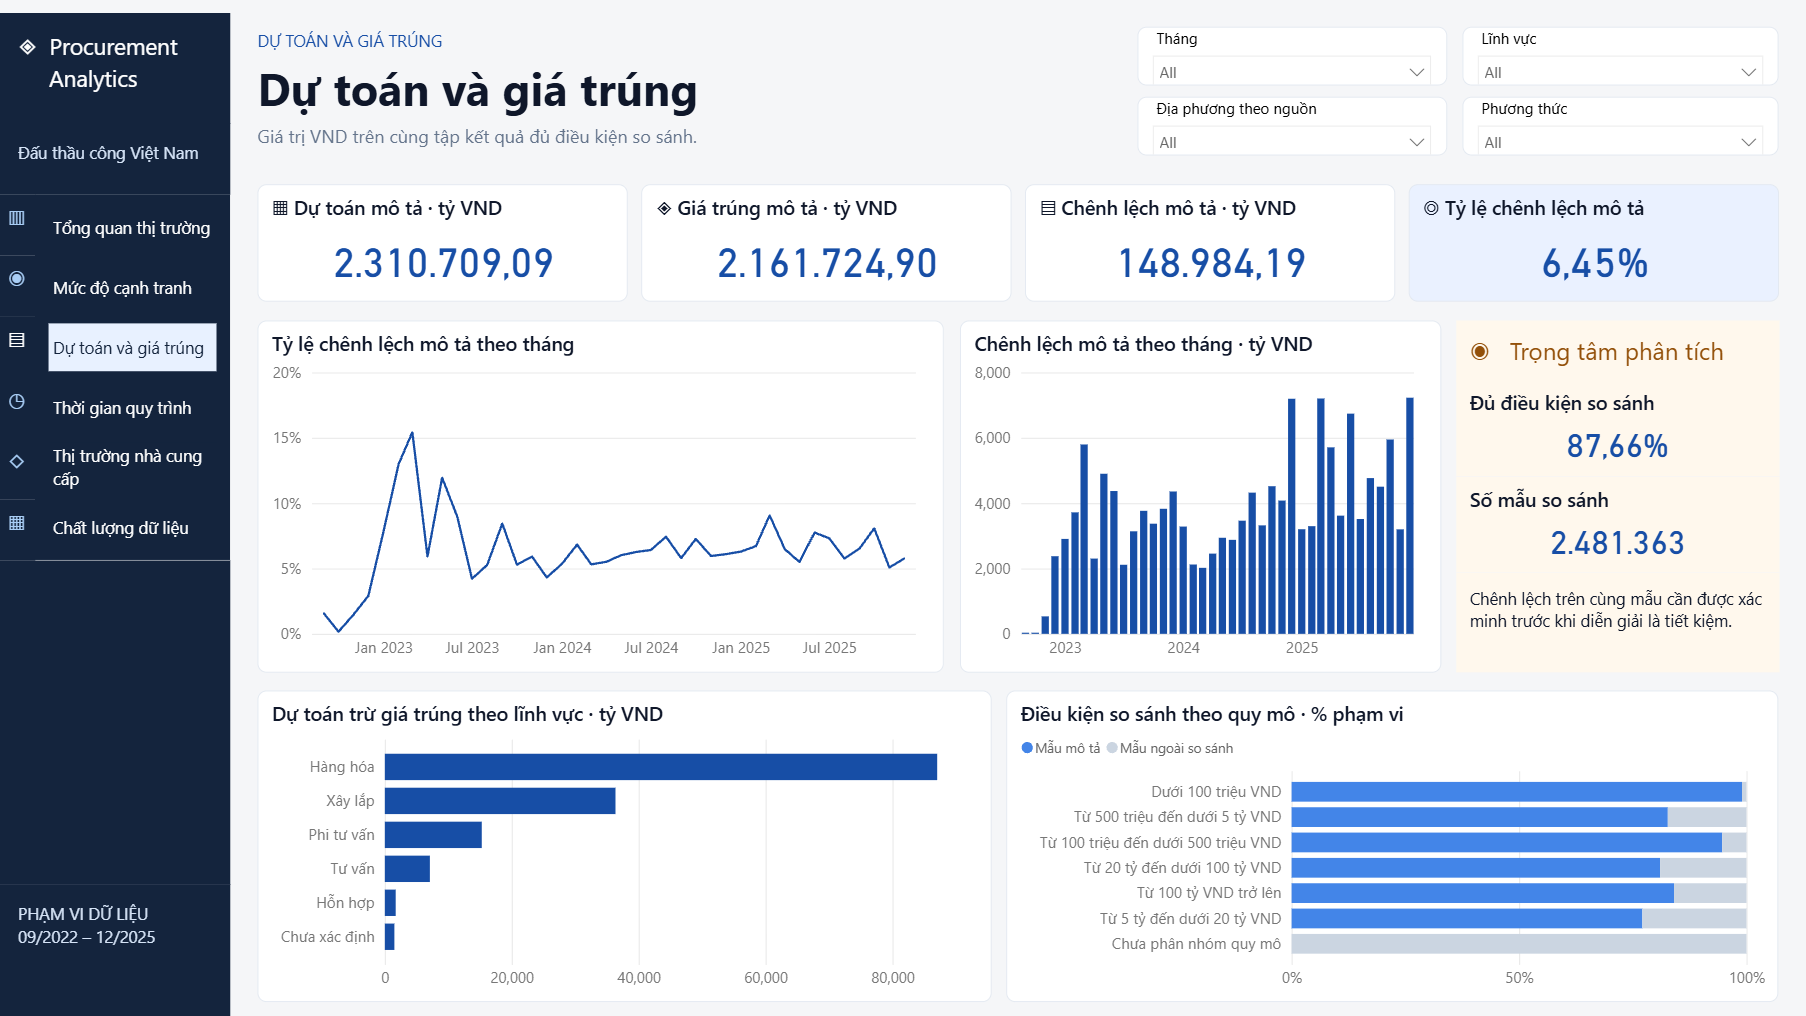 Procurement
Analytics
Đấu thầu công Việt Nam
Tổng quan thị trường
Mức độ cạnh tranh
Dự toán và giá trúng
Thời gian quy trình
Thị trường nhà cung
cấp
Chất lượng dữ liệu
PHẠM VI DỮ LIỆU
09/2022 – 12/2025
DỰ TOÁN VÀ GIÁ TRÚNG
Dự toán và giá trúng
Giá trị VND trên cùng tập kết quả đủ điều kiện so sánh.
Tháng
All
Lĩnh vực
All
Địa phương theo nguồn
All
Phương thức
All
Dự toán mô tả · tỷ VND
2.310.709,09
Giá trúng mô tả · tỷ VND
2.161.724,90
Chênh lệch mô tả · tỷ VND
148.984,19
Tỷ lệ chênh lệch mô tả
6,45%
Tỷ lệ chênh lệch mô tả theo tháng
20%
15%
10%
5%
0%
Jan 2023 Jul 2023 Jan 2024 Jul 2024 Jan 2025 Jul 2025
Chênh lệch mô tả theo tháng · tỷ VND
8,000
6,000
4,000
2,000
0
2023 2024 2025
Trọng tâm phân tích
Đủ điều kiện so sánh
87,66%
Số mẫu so sánh
2.481.363
Chênh lệch trên cùng mẫu cần được xác
minh trước khi diễn giải là tiết kiệm.
Dự toán trừ giá trúng theo lĩnh vực · tỷ VND
Hàng hóa
Xây lắp
Phi tư vấn
Tư vấn
Hỗn hợp
Chưa xác định
0 20,000 40,000 60,000 80,000
Điều kiện so sánh theo quy mô · % phạm vi
Mẫu mô tả Mẫu ngoài so sánh
Dưới 100 triệu VND
Từ 500 triệu đến dưới 5 tỷ VND
Từ 100 triệu đến dưới 500 triệu VND
Từ 20 tỷ đến dưới 100 tỷ VND
Từ 100 tỷ VND trở lên
Từ 5 tỷ đến dưới 20 tỷ VND
Chưa phân nhóm quy mô
0% 50% 100%